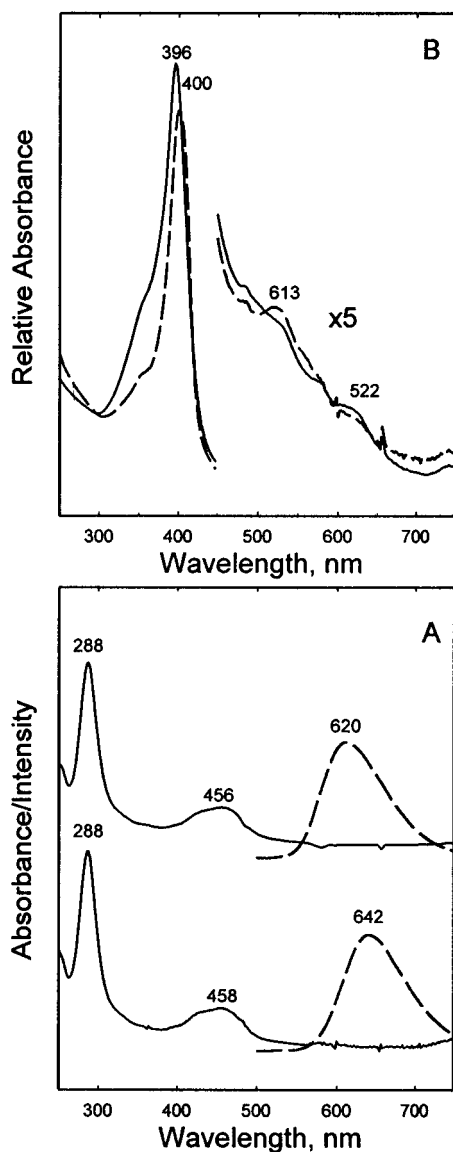 B
396
400
613
x5
522
Relative Absorbance
300 400 500 600 700
Wavelength, nm
A
288
456
620
288
458
642
Absorbance/Intensity
300 400 500 600 700
Wavelength, nm